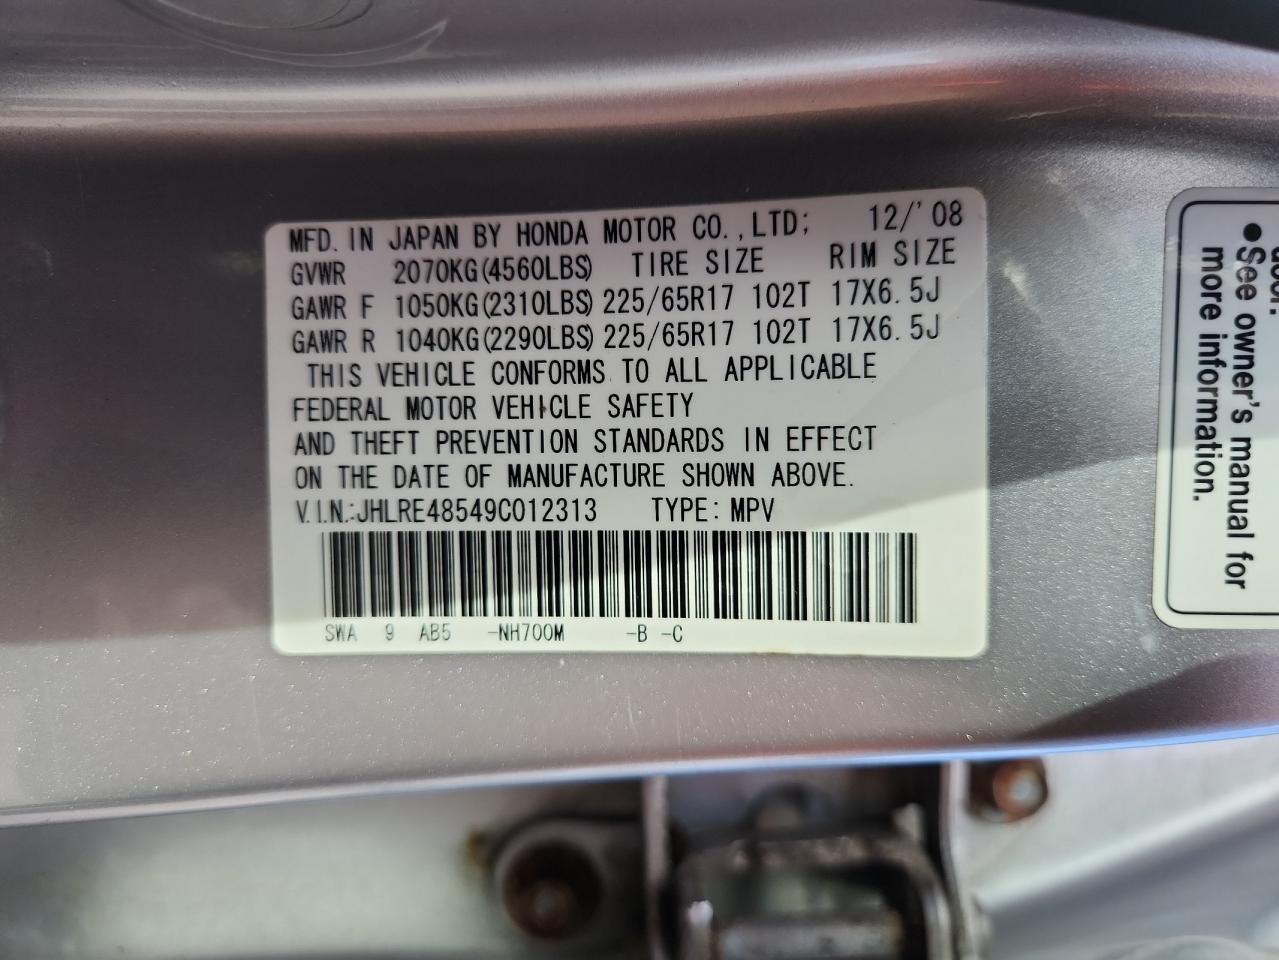 MFD. IN JAPAN BY HONDA MOTOR CO.,LTD; 12/'08
GVWR 2070KG(4560LBS) TIRE SIZE RIM SIZE
GAWR F 1050KG(2310LBS) 225/65R17 102T 17X6.5J
GAWR R 1040KG(2290LBS) 225/65R17 102T 17X6.5J
THIS VEHICLE CONFORMS TO ALL APPLICABLE
FEDERAL MOTOR VEHICLE SAFETY
AND THEFT PREVENTION STANDARDS IN EFFECT
ON THE DATE OF MANUFACTURE SHOWN ABOVE.
V.I.N.:JHLRE48549C012313 TYPE: MPV
SWA 9 AB5 -NH700M -B -C
●See owner's manual for
more information.